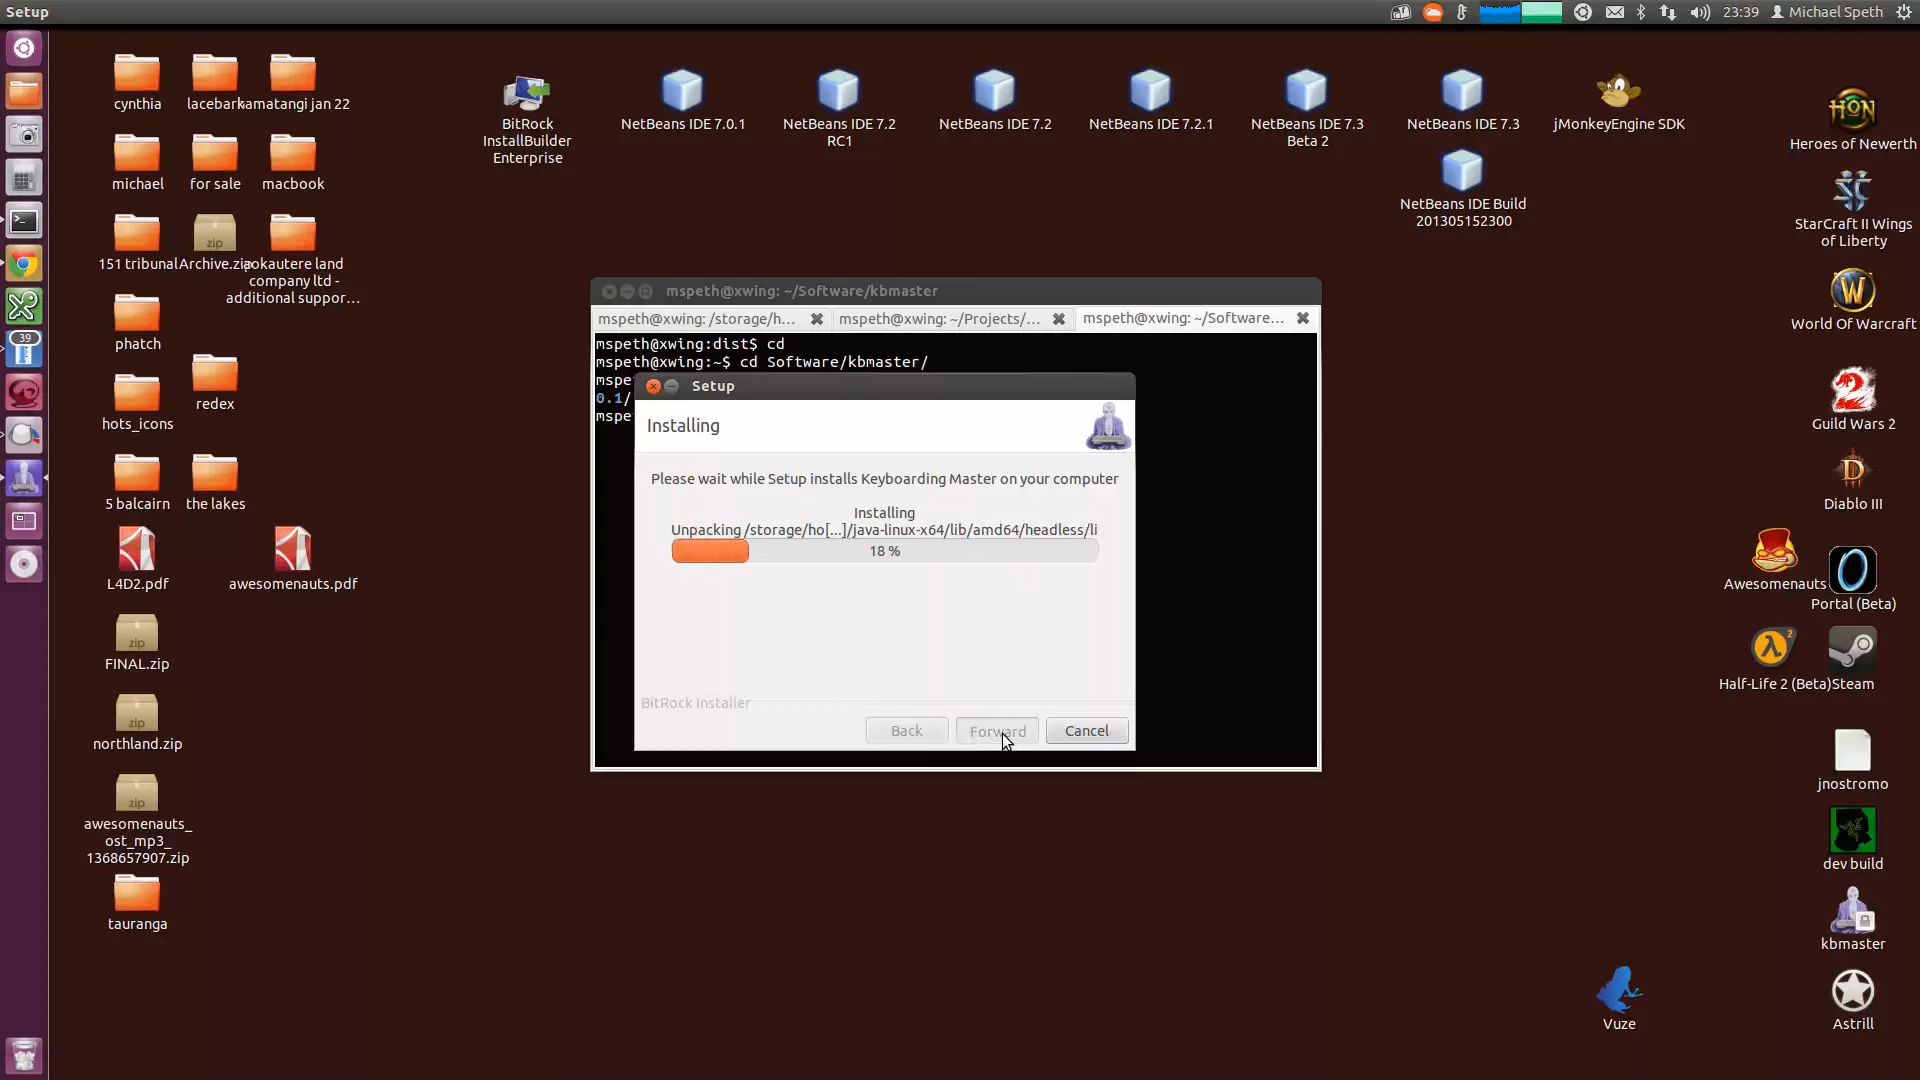 Setup
23:39
Michael Speth
cynthia
kamatangi jan 22
michael
for sale
macbook
151 tribunal
Archive.zip
land
company ltd -
additional suppor...
phatch
hots_icons
redex
5 balcairn
the lakes
L4D2.pdf
awesomenauts.pdf
zip
FINAL.zip
zip
northland.zip
zip
awesomenauts_
ost_mp3_
1368657907.zip
tauranga
39
BitRock
InstallBuilder
Enterprise
NetBeans IDE 7.0.1
NetBeans IDE 7.2
RC1
NetBeans IDE 7.2
NetBeans IDE 7.2.1
NetBeans IDE 7.3
Beta 2
NetBeans IDE 7.3
NetBeans IDE Build
201305152300
jMonkeyEngine SDK
HON
Heroes of Newerth
StarCraft II Wings
of Liberty
World Of Warcraft
Guild Wars 2
Diablo III
Awesomenauts
Portal (Beta)
Half-Life 2 (Beta)
Steam
jnostromo
dev build
kbmaster
Vuze
Astrill
mspeth@xwing: ~/Software/kbmaster
mspeth@xwing: /storage/h...
mspeth@xwing: ~/Projects/...
mspeth@xwing: ~/Software...
mspeth@xwing:dist$ cd
mspeth@xwing:~$ cd Software/kbmaster/
mspe
0.1/
mspe
Setup
Installing
Please wait while Setup installs Keyboarding Master on your computer
Installing
Unpacking /storage/ho[...]/java-linux-x64/lib/amd64/headless/li
18 %
BitRock Installer
Back
Forward
Cancel